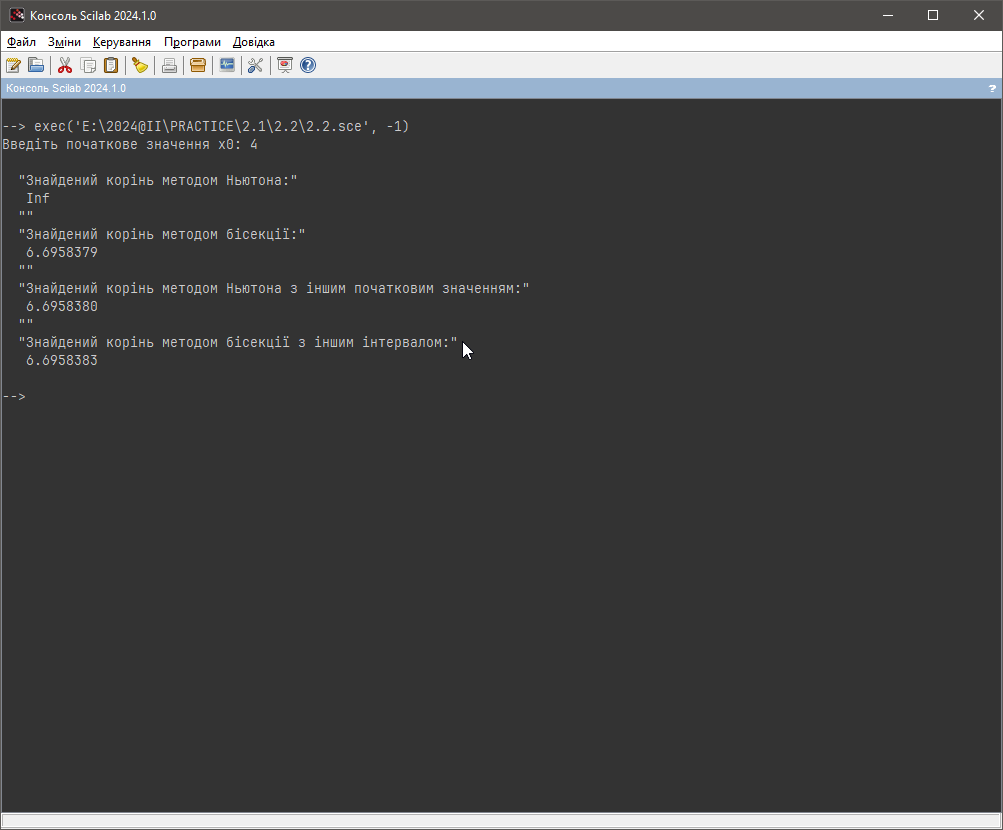 Консоль Scilab 2024.1.0
Файл Зміни Керування Програми Довідка
Консоль Scilab 2024.1.0 ?
--> exec('E:\2024@II\PRACTICE\2.1\2.2\2.2.sce', -1)
Введіть початкове значення x0: 4
"Знайдений корінь методом Ньютона:"
Inf
""
"Знайдений корінь методом бісекції:"
6.6958379
""
"Знайдений корінь методом Ньютона з іншим початковим значенням:"
6.6958380
""
"Знайдений корінь методом бісекції з іншим інтервалом:"
6.6958383
-->